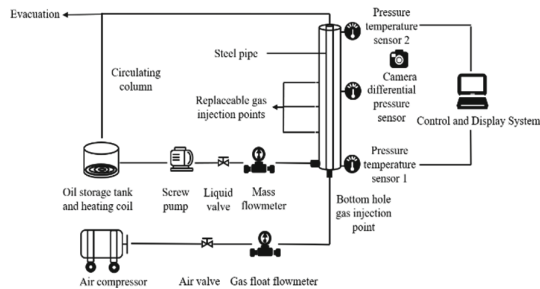 Evacuation
Pressure
temperature
sensor 2
Steel pipe
Circulating
column
Camera
differential
pressure
sensor
Replaceable gas
injection points
Control and Display System
Pressure
temperature
sensor 1
Oil storage tank
and heating coil
Screw
pump
Liquid
valve
Mass
flowmeter
Bottom hole
gas injection
point
Air compressor
Air valve
Gas float flowmeter